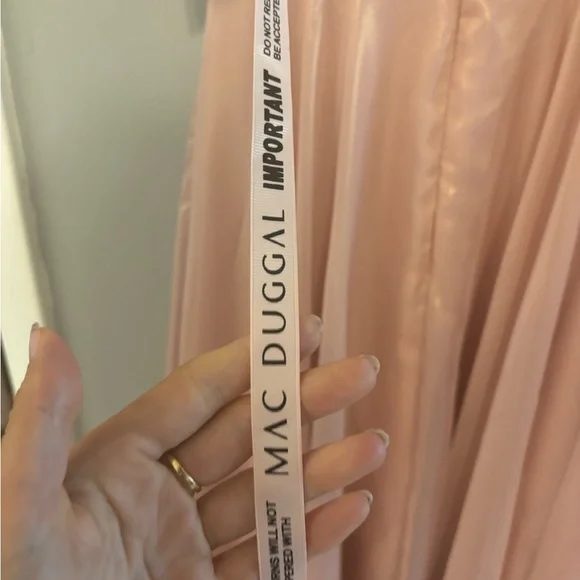 RNS WILL NOT
PERED WITH
MAC DUGGAL
IMPORTANT
DO NOT RE
BE ACCEPTE